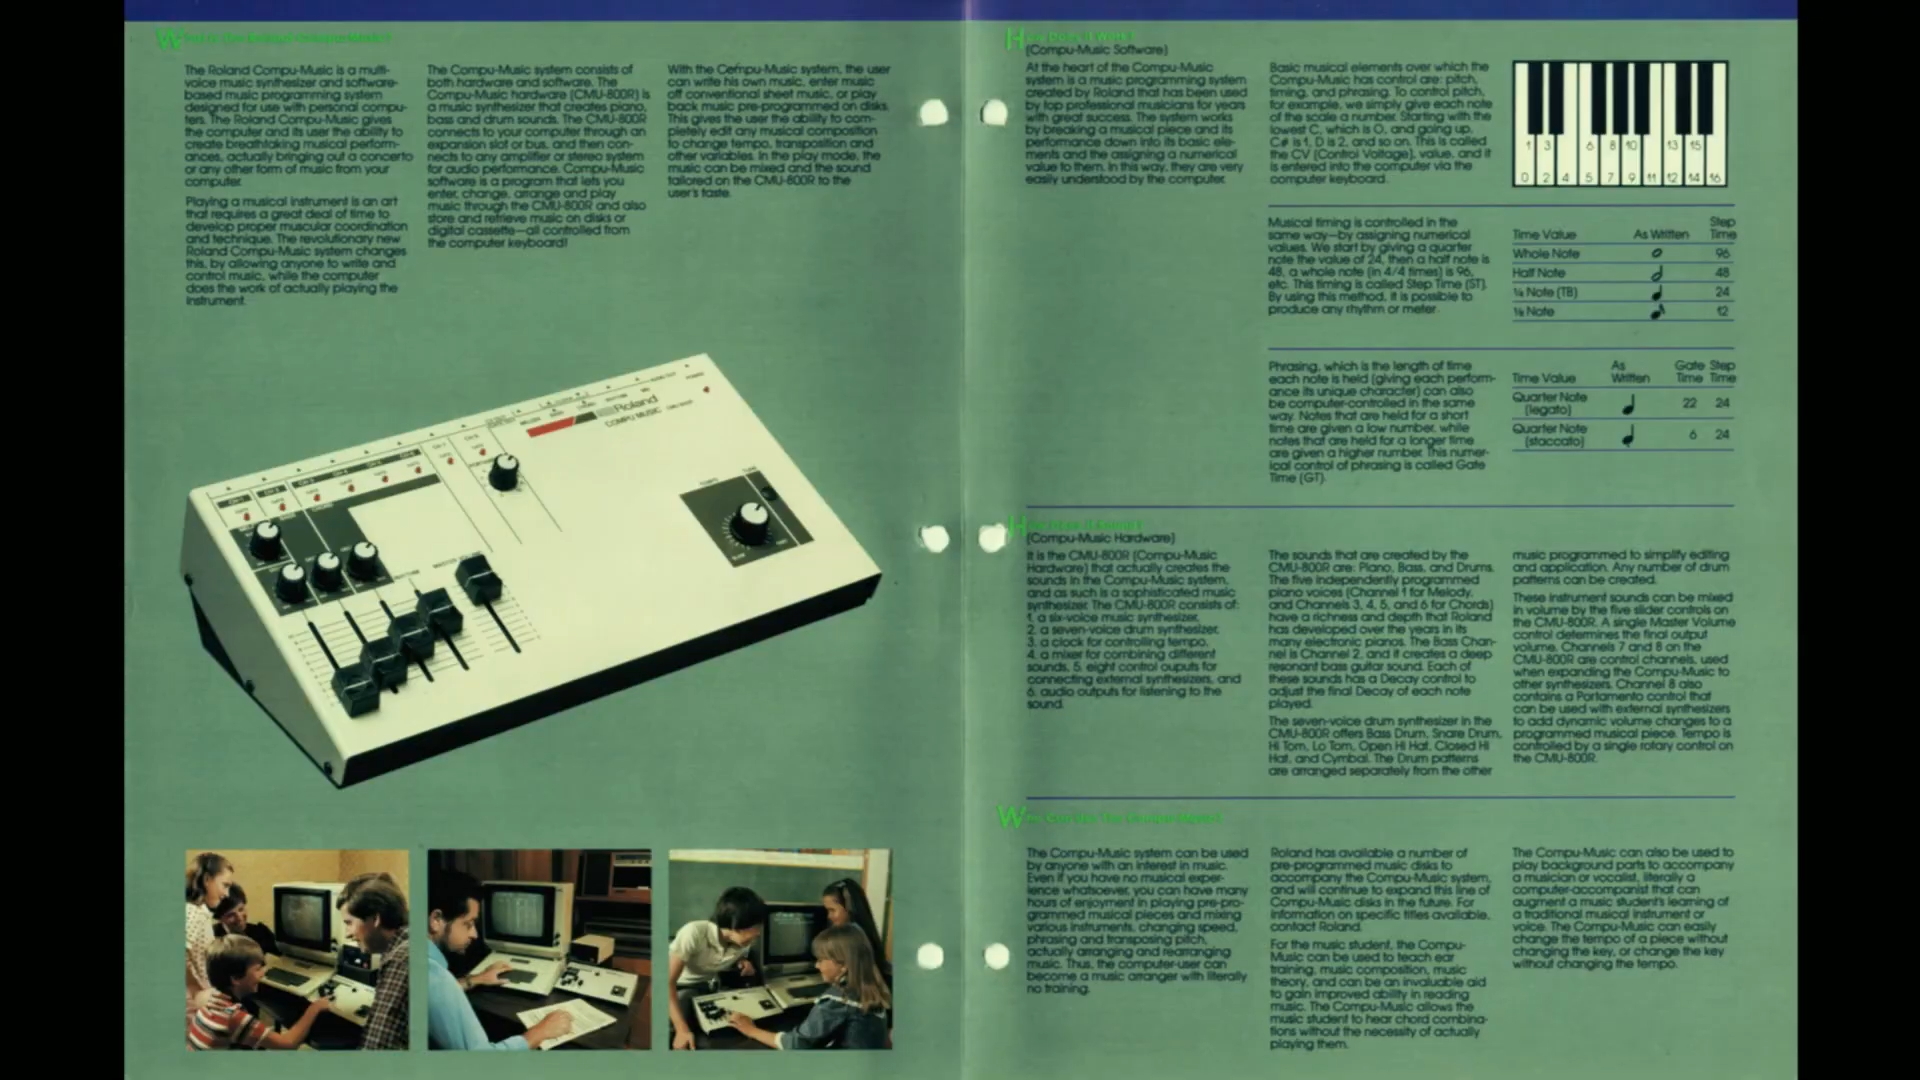 What Is The Roland Compu-Music?
The Roland Compu-Music is a multi-
voice music synthesizer and software-
based music programming system
designed for use with personal compu-
ters. The Roland Compu-Music gives
the computer and its user the ability to
create breathtaking musical perform-
ances, actually bringing out a concerto
or any other form of music from your
computer.
Playing a musical instrument is an art
that requires a great deal of time to
develop proper muscular coordination
and technique. The revolutionary new
Roland Compu-Music system changes
this, by allowing anyone to write and
control music, while the computer
does the work of actually playing the
instrument.
The Compu-Music system consists of
both hardware and software. The
Compu-Music hardware (CMU-800R) is
a music synthesizer that creates piano,
bass and drum sounds. The CMU-800R
connects to your computer through an
expansion slot or bus, and then con-
nects to any amplifier or stereo system
for audio performance. Compu-Music
software is a program that lets you
enter, change, arrange and play
music through the CMU-800R and also
store and retrieve music on disks or
digital cassette—all controlled from
the computer keyboard!
With the Compu-Music system, the user
can write his own music, enter music
off conventional sheet music, or play
back music pre-programmed on disks.
This gives the user the ability to com-
pletely edit any musical composition
to change tempo, transposition and
other variables. In the play mode, the
music can be mixed and the sound
tailored on the CMU-800R to the
user's taste.
Roland
COMPU MUSIC
How Does It Work?
(Compu-Music Software)
At the heart of the Compu-Music
system is a music programming system
created by Roland that has been used
by top professional musicians for years
with great success. The system works
by breaking a musical piece and its
performance down into its basic ele-
ments and the assigning a numerical
value to them. In this way, they are very
easily understood by the computer.
Basic musical elements over which the
Compu-Music has control are: pitch,
timing, and phrasing. To control pitch,
for example, we simply give each note
of the scale a number. Starting with the
lowest C, which is O, and going up,
C# is 1, D is 2, and so on. This is called
the CV (Control Voltage), value, and it
is entered into the computer via the
computer keyboard.
1 3 6 8 10 13 15
0 2 4 5 7 9 11 12 14 16
Musical timing is controlled in the
same way—by assigning numerical
values. We start by giving a quarter
note the value of 24, then a half note is
48, a whole note (in 4/4 times) is 96,
etc. This timing is called Step Time (ST).
By using this method, it is possible to
produce any rhythm or meter.
Time Value As Written Step Time
Whole Note 96
Half Note 48
¼ Note (TB) 24
⅛ Note 12
Phrasing, which is the length of time
each note is held (giving each perform-
ance its unique character) can also
be computer-controlled in the same
way. Notes that are held for a short
time are given a low number, while
notes that are held for a longer time
are given a higher number. This numer-
ical control of phrasing is called Gate
Time (GT).
Time Value As Written Gate Time Step Time
Quarter Note (legato) 22 24
Quarter Note (staccato) 6 24
How Does It Sound?
(Compu-Music Hardware)
It is the CMU-800R (Compu-Music
Hardware) that actually creates the
sounds in the Compu-Music system,
and as such is a sophisticated music
synthesizer. The CMU-800R consists of:
1. a six-voice music synthesizer,
2. a seven-voice drum synthesizer,
3. a clock for controlling tempo,
4. a mixer for combining different
sounds, 5. eight control ouputs for
connecting external synthesizers, and
6. audio outputs for listening to the
sound.
The sounds that are created by the
CMU-800R are: Piano, Bass, and Drums.
The five independently programmed
piano voices (Channel 1 for Melody,
and Channels 3, 4, 5, and 6 for Chords)
have a richness and depth that Roland
has developed over the years in its
many electronic pianos. The Bass Chan-
nel is Channel 2, and it creates a deep
resonant bass guitar sound. Each of
these sounds has a Decay control to
adjust the final Decay of each note
played.
The seven-voice drum synthesizer in the
CMU-800R offers Bass Drum, Snare Drum,
Hi Tom, Lo Tom, Open Hi Hat, Closed Hi
Hat, and Cymbal. The Drum patterns
are arranged separately from the other
music programmed to simplify editing
and application. Any number of drum
patterns can be created.
These instrument sounds can be mixed
in volume by the five slider controls on
the CMU-800R. A single Master Volume
control determines the final output
volume. Channels 7 and 8 on the
CMU-800R are control channels, used
when expanding the Compu-Music to
other synthesizers. Channel 8 also
contains a Portamento control that
can be used with external synthesizers
to add dynamic volume changes to a
programmed musical piece. Tempo is
controlled by a single rotary control on
the CMU-800R.
Who Can Use The Compu-Music?
The Compu-Music system can be used
by anyone with an interest in music.
Even if you have no musical exper-
ience whatsoever, you can have many
hours of enjoyment in playing pre-pro-
grammed musical pieces and mixing
various instruments, changing speed,
phrasing and transposing pitch,
actually arranging and rearranging
music. Thus, the computer-user can
become a music arranger with literally
no training.
Roland has available a number of
pre-programmed music disks to
accompany the Compu-Music system,
and will continue to expand this line of
Compu-Music disks in the future. For
information on specific titles available,
contact Roland.
For the music student, the Compu-
Music can be used to teach ear
training, music composition, music
theory, and can be an invaluable aid
to gain improved ability in reading
music. The Compu-Music allows the
music student to hear chord combina-
tions without the necessity of actually
playing them.
The Compu-Music can also be used to
play background parts to accompany
a musician or vocalist, literally a
computer-accompanist that can
augment a music student's learning of
a traditional musical instrument or
voice. The Compu-Music can easily
change the tempo of a piece without
changing the key, or change the key
without changing the tempo.